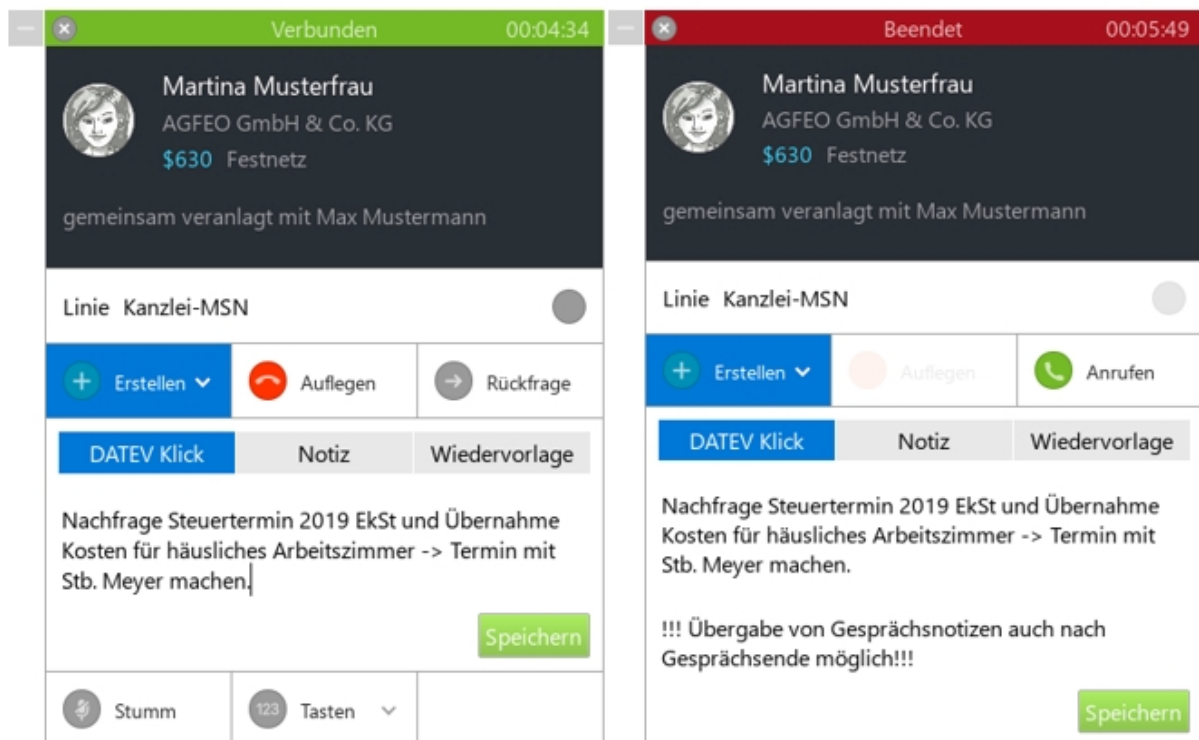 Verbunden 00:04:34
Martina Musterfrau
AGFEO GmbH & Co. KG
$630 Festnetz
gemeinsam veranlagt mit Max Mustermann
Linie Kanzlei-MSN
Erstellen Auflegen Rückfrage
DATEV Klick Notiz Wiedervorlage
Nachfrage Steuertermin 2019 EkSt und Übernahme
Kosten für häusliches Arbeitszimmer -> Termin mit
Stb. Meyer machen.
Speichern
Stumm 123 Tasten
Beendet 00:05:49
Martina Musterfrau
AGFEO GmbH & Co. KG
$630 Festnetz
gemeinsam veranlagt mit Max Mustermann
Linie Kanzlei-MSN
Erstellen Auflegen Anrufen
DATEV Klick Notiz Wiedervorlage
Nachfrage Steuertermin 2019 EkSt und Übernahme
Kosten für häusliches Arbeitszimmer -> Termin mit
Stb. Meyer machen.
!!! Übergabe von Gesprächsnotizen auch nach
Gesprächsende möglich!!!
Speichern